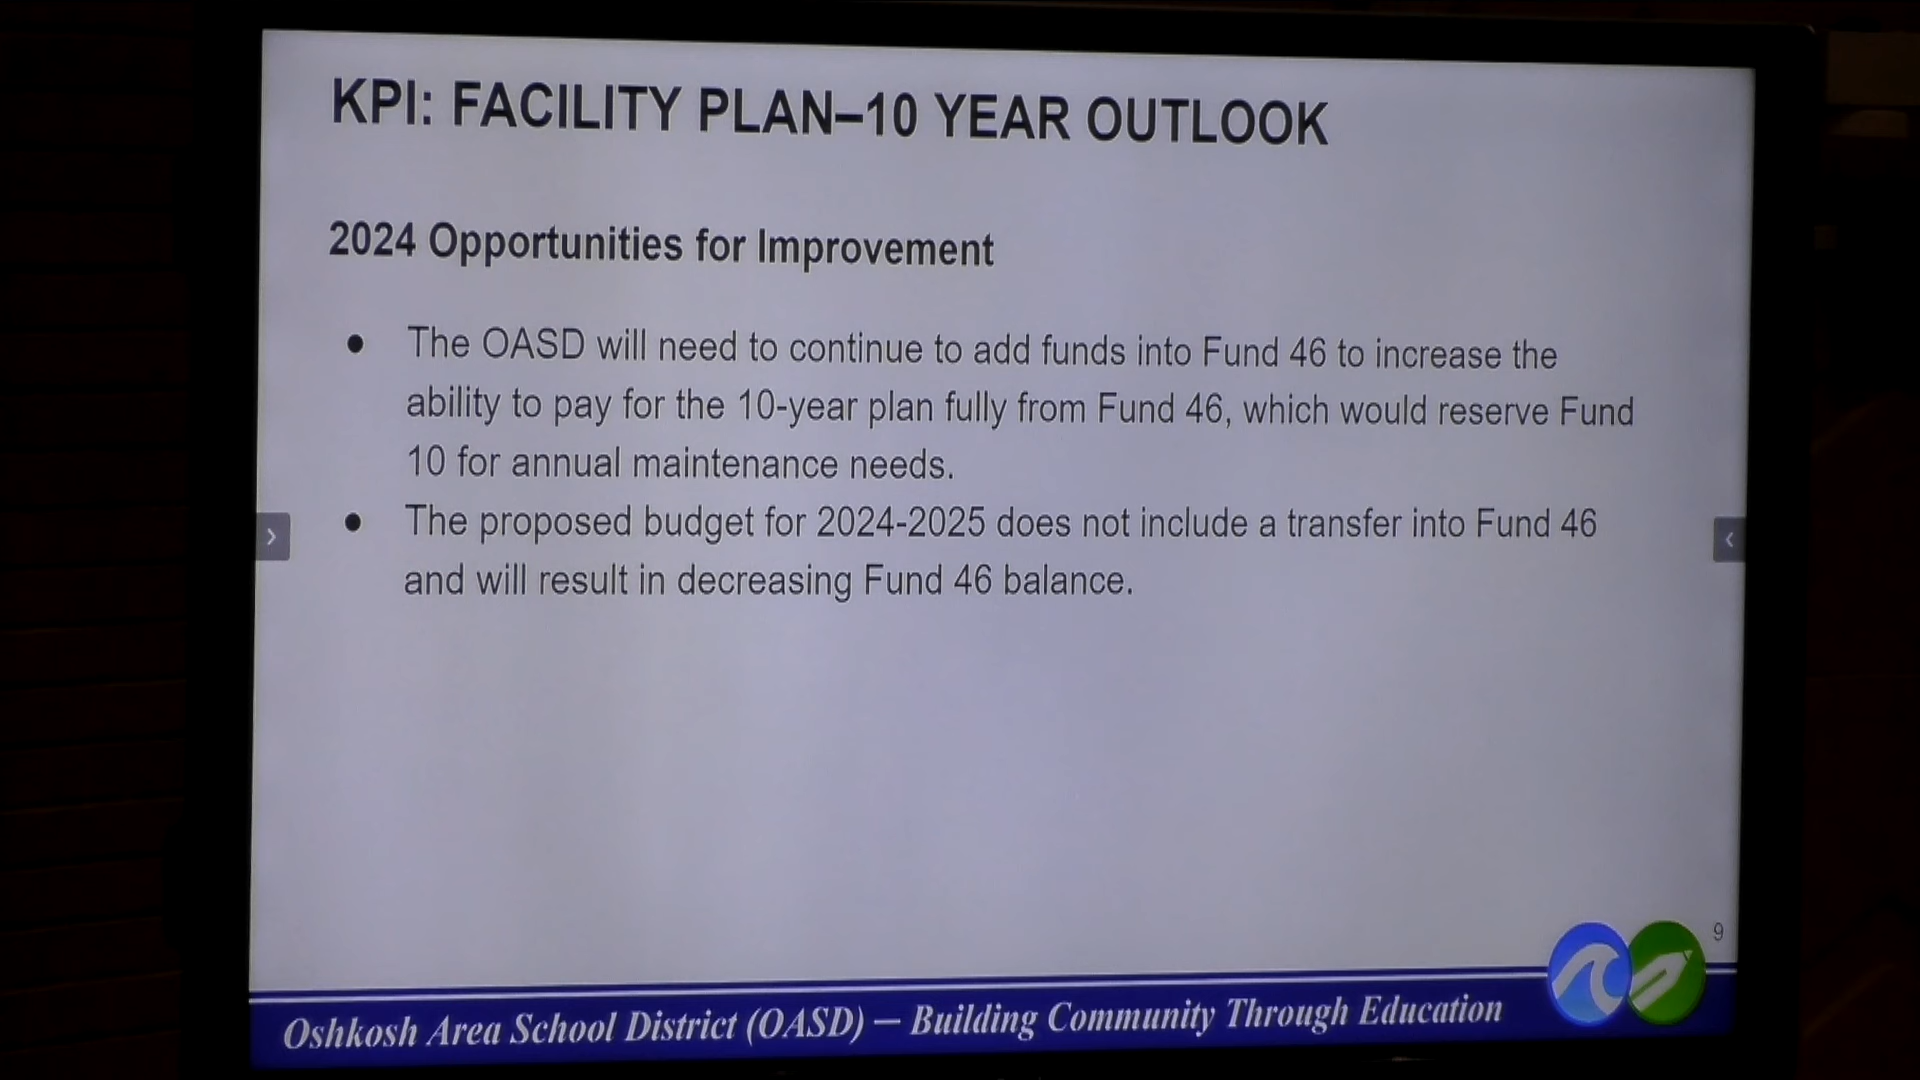 KPI: FACILITY PLAN–10 YEAR OUTLOOK
2024 Opportunities for Improvement
● The OASD will need to continue to add funds into Fund 46 to increase the
ability to pay for the 10-year plan fully from Fund 46, which would reserve Fund
10 for annual maintenance needs.
● The proposed budget for 2024-2025 does not include a transfer into Fund 46
and will result in decreasing Fund 46 balance.
9
Oshkosh Area School District (OASD) — Building Community Through Education